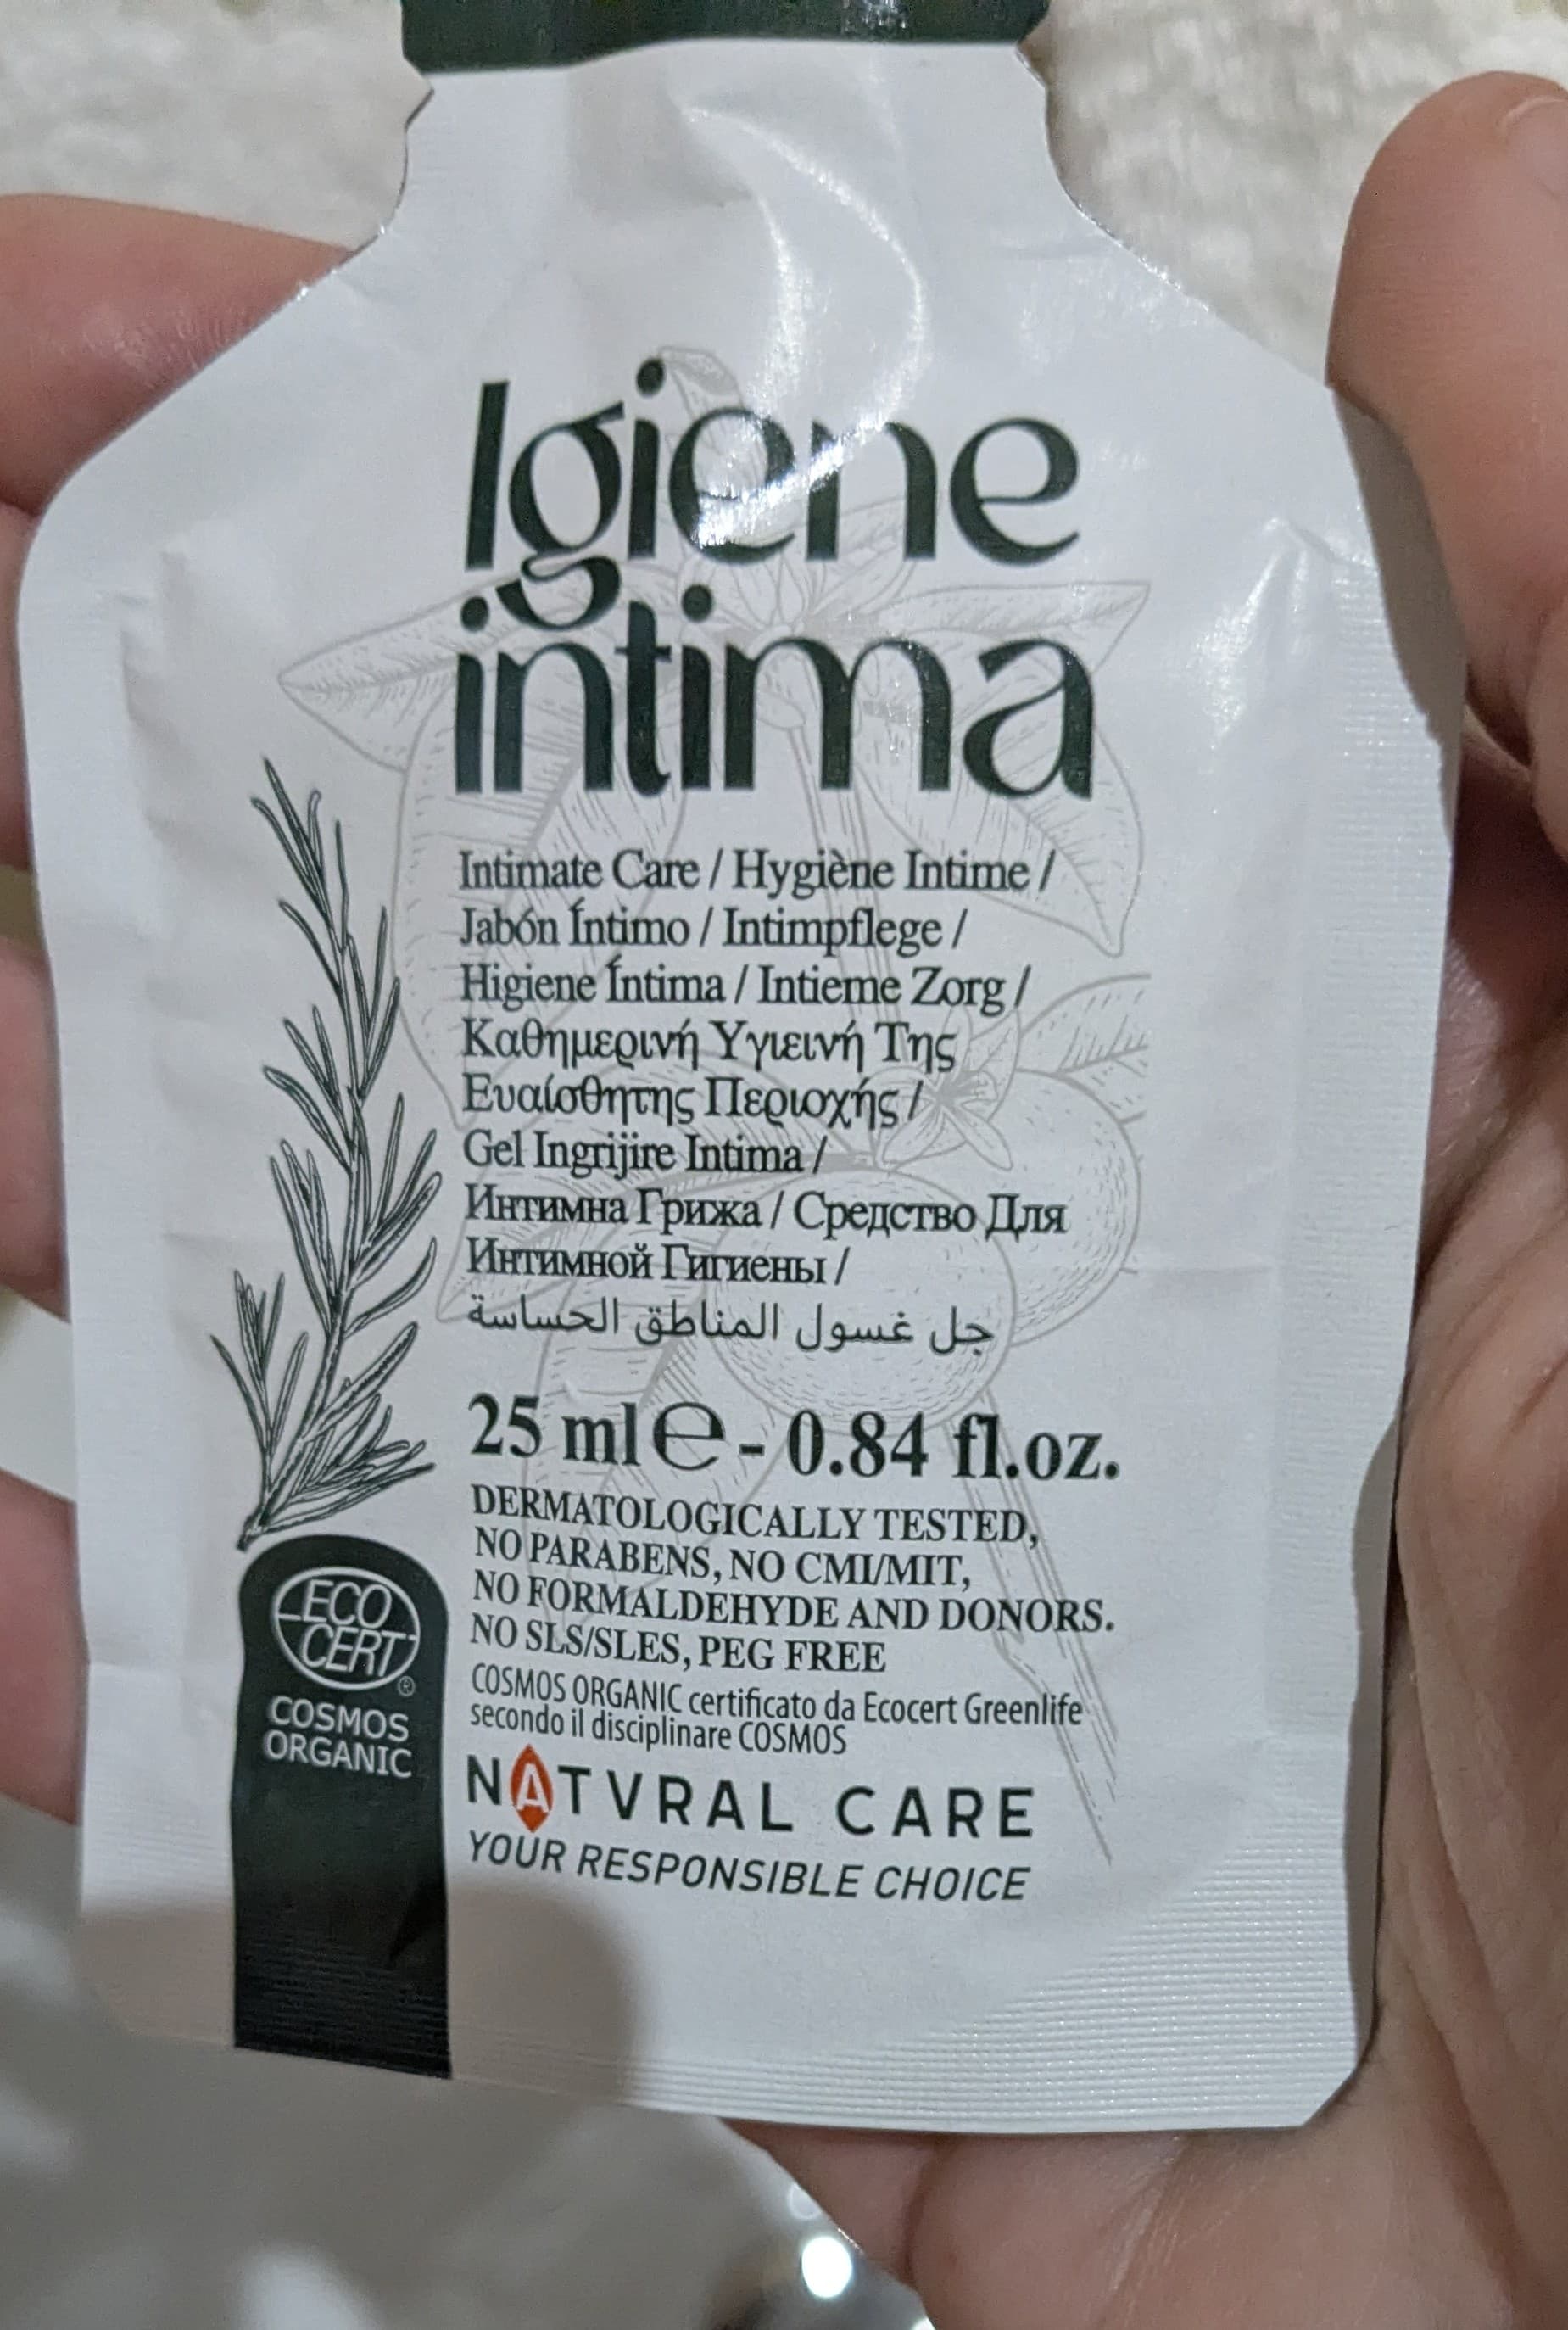 Igiene
intima
Intimate Care / Hygiène Intime /
Jabón Íntimo / Intimpflege /
Higiene Íntima / Intieme Zorg /
Καθημερινή Υγιεινή Της
Ευαίσθητης Περιοχής /
Gel Ingrijire Intima /
Интимна Грижа / Средство Для
Интимной Гигиены /
جل غسول المناطق الحساسة
25 ml ℮ - 0.84 fl.oz.
DERMATOLOGICALLY TESTED,
NO PARABENS, NO CMI/MIT,
NO FORMALDEHYDE AND DONORS.
NO SLS/SLES, PEG FREE
COSMOS ORGANIC certificato da Ecocert Greenlife
secondo il disciplinare COSMOS
NATVRAL CARE
YOUR RESPONSIBLE CHOICE
ECO
CERT®
COSMOS
ORGANIC